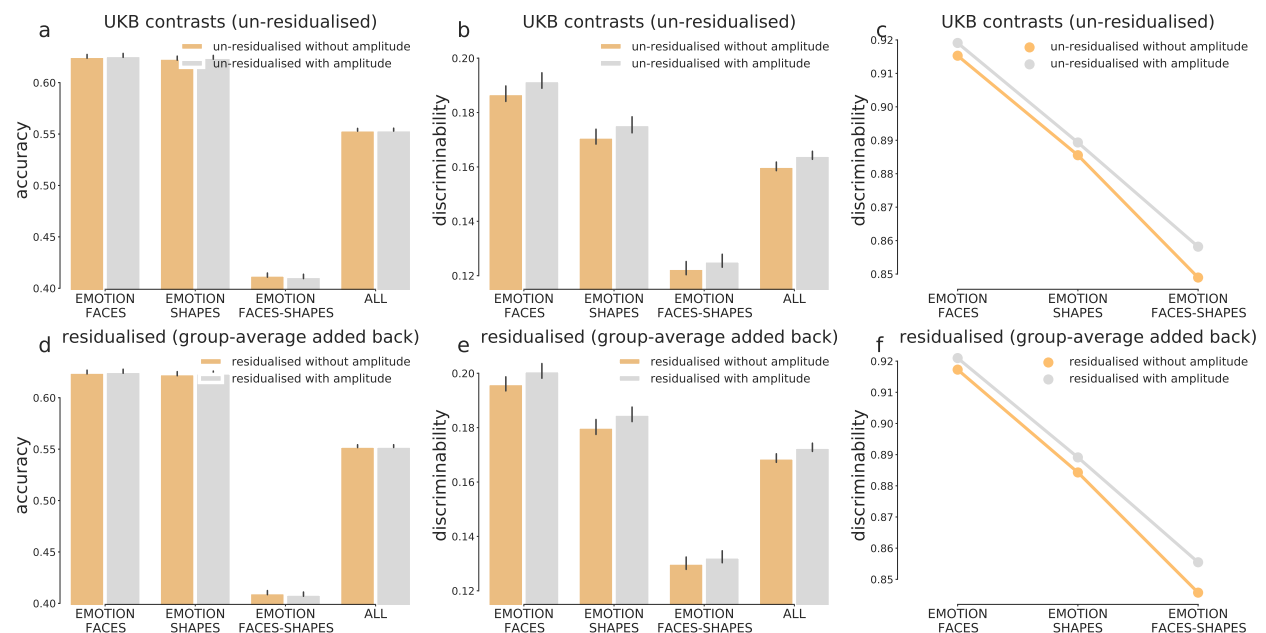 a
UKB contrasts (un-residualised)
un-residualised without amplitude
un-residualised with amplitude
accuracy
0.60
0.55
0.50
0.45
0.40
EMOTION
FACES
EMOTION
SHAPES
EMOTION
FACES-SHAPES
ALL
b
UKB contrasts (un-residualised)
un-residualised without amplitude
un-residualised with amplitude
discriminability
0.20
0.18
0.16
0.14
0.12
EMOTION
FACES
EMOTION
SHAPES
EMOTION
FACES-SHAPES
ALL
c
UKB contrasts (un-residualised)
un-residualised without amplitude
un-residualised with amplitude
discriminability
0.92
0.91
0.90
0.89
0.88
0.87
0.86
0.85
EMOTION
FACES
EMOTION
SHAPES
EMOTION
FACES-SHAPES
d
residualised (group-average added back)
residualised without amplitude
residualised with amplitude
accuracy
0.60
0.55
0.50
0.45
0.40
EMOTION
FACES
EMOTION
SHAPES
EMOTION
FACES-SHAPES
ALL
e
residualised (group-average added back)
residualised without amplitude
residualised with amplitude
discriminability
0.20
0.18
0.16
0.14
0.12
EMOTION
FACES
EMOTION
SHAPES
EMOTION
FACES-SHAPES
ALL
f
residualised (group-average added back)
residualised without amplitude
residualised with amplitude
discriminability
0.92
0.91
0.90
0.89
0.88
0.87
0.86
0.85
EMOTION
FACES
EMOTION
SHAPES
EMOTION
FACES-SHAPES